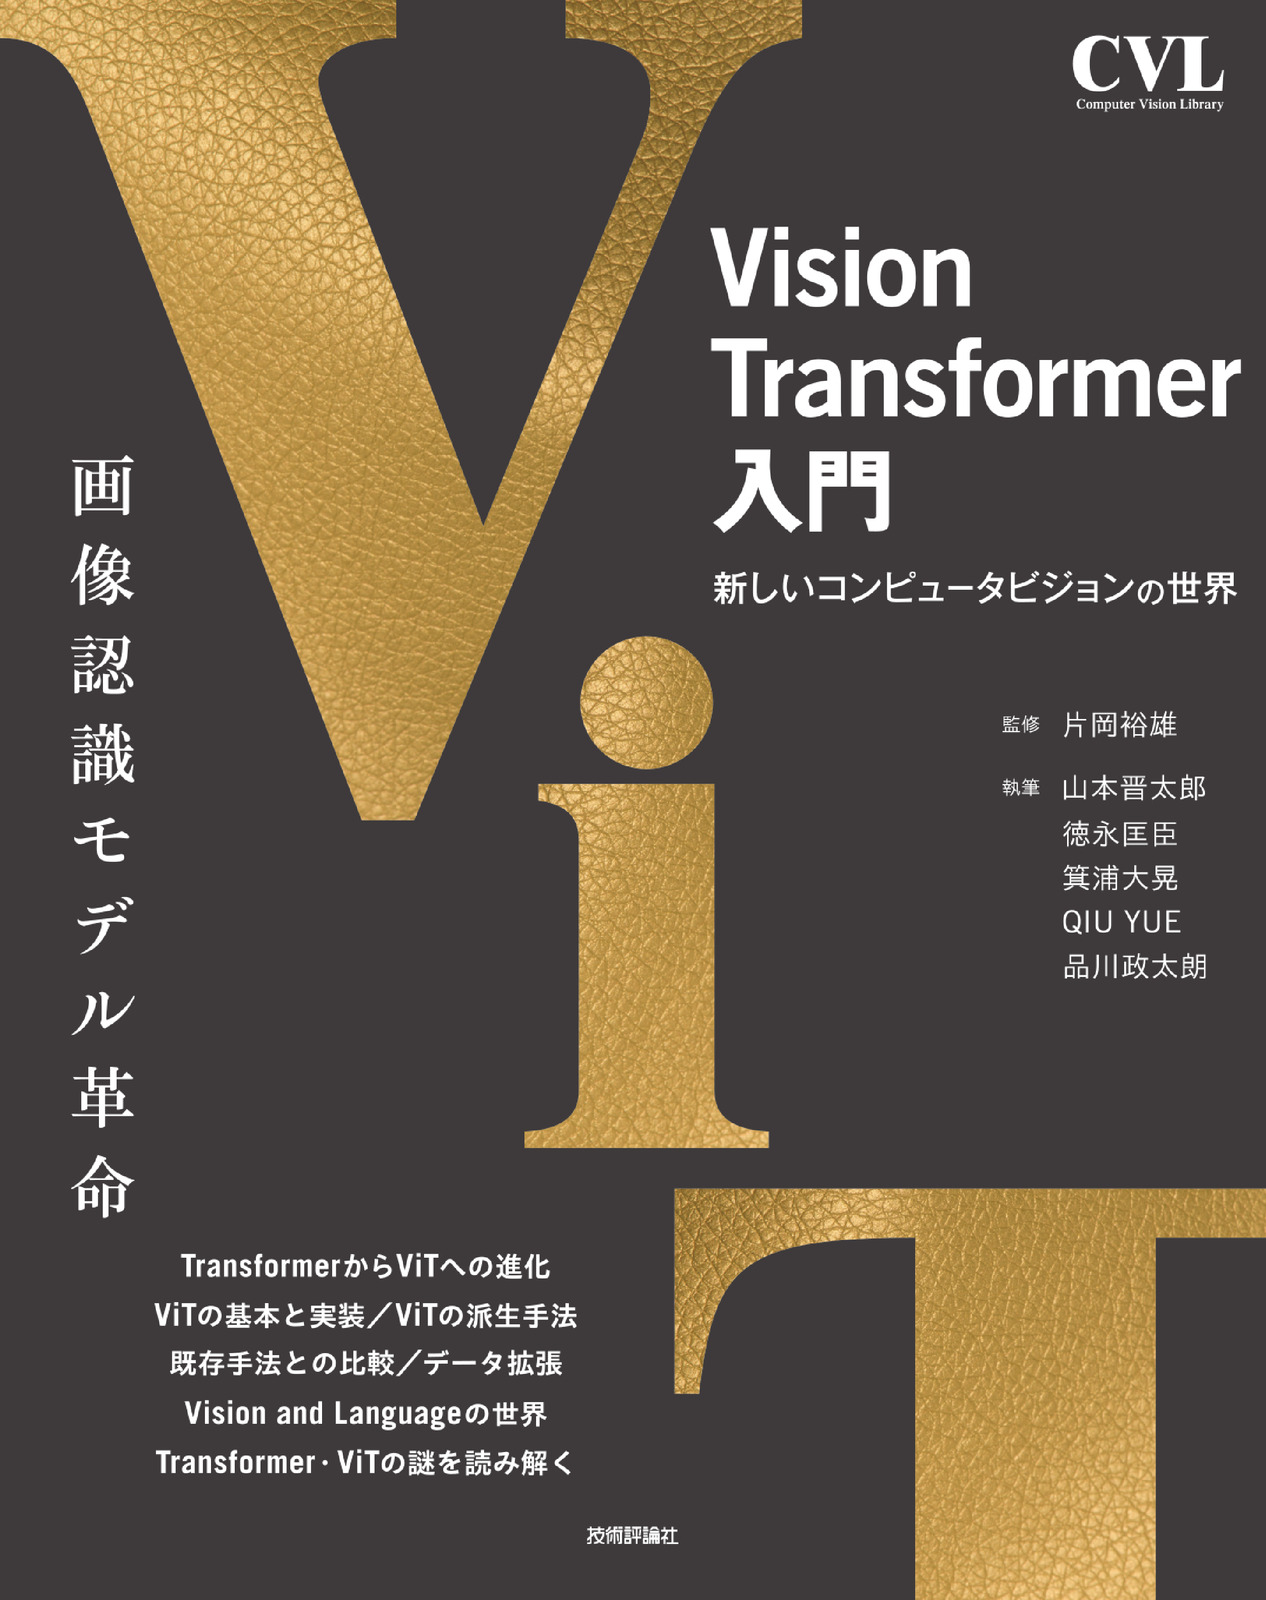 CVL
Computer Vision Library
ViT
Vision
Transformer
入門
新しいコンピュータビジョンの世界
画像認識モデル革命
監修 片岡裕雄
執筆 山本晋太郎
徳永匡臣
箕浦大晃
QIU YUE
品川政太朗
TransformerからViTへの進化
ViTの基本と実装／ViTの派生手法
既存手法との比較／データ拡張
Vision and Languageの世界
Transformer・ViTの謎を読み解く
技術評論社